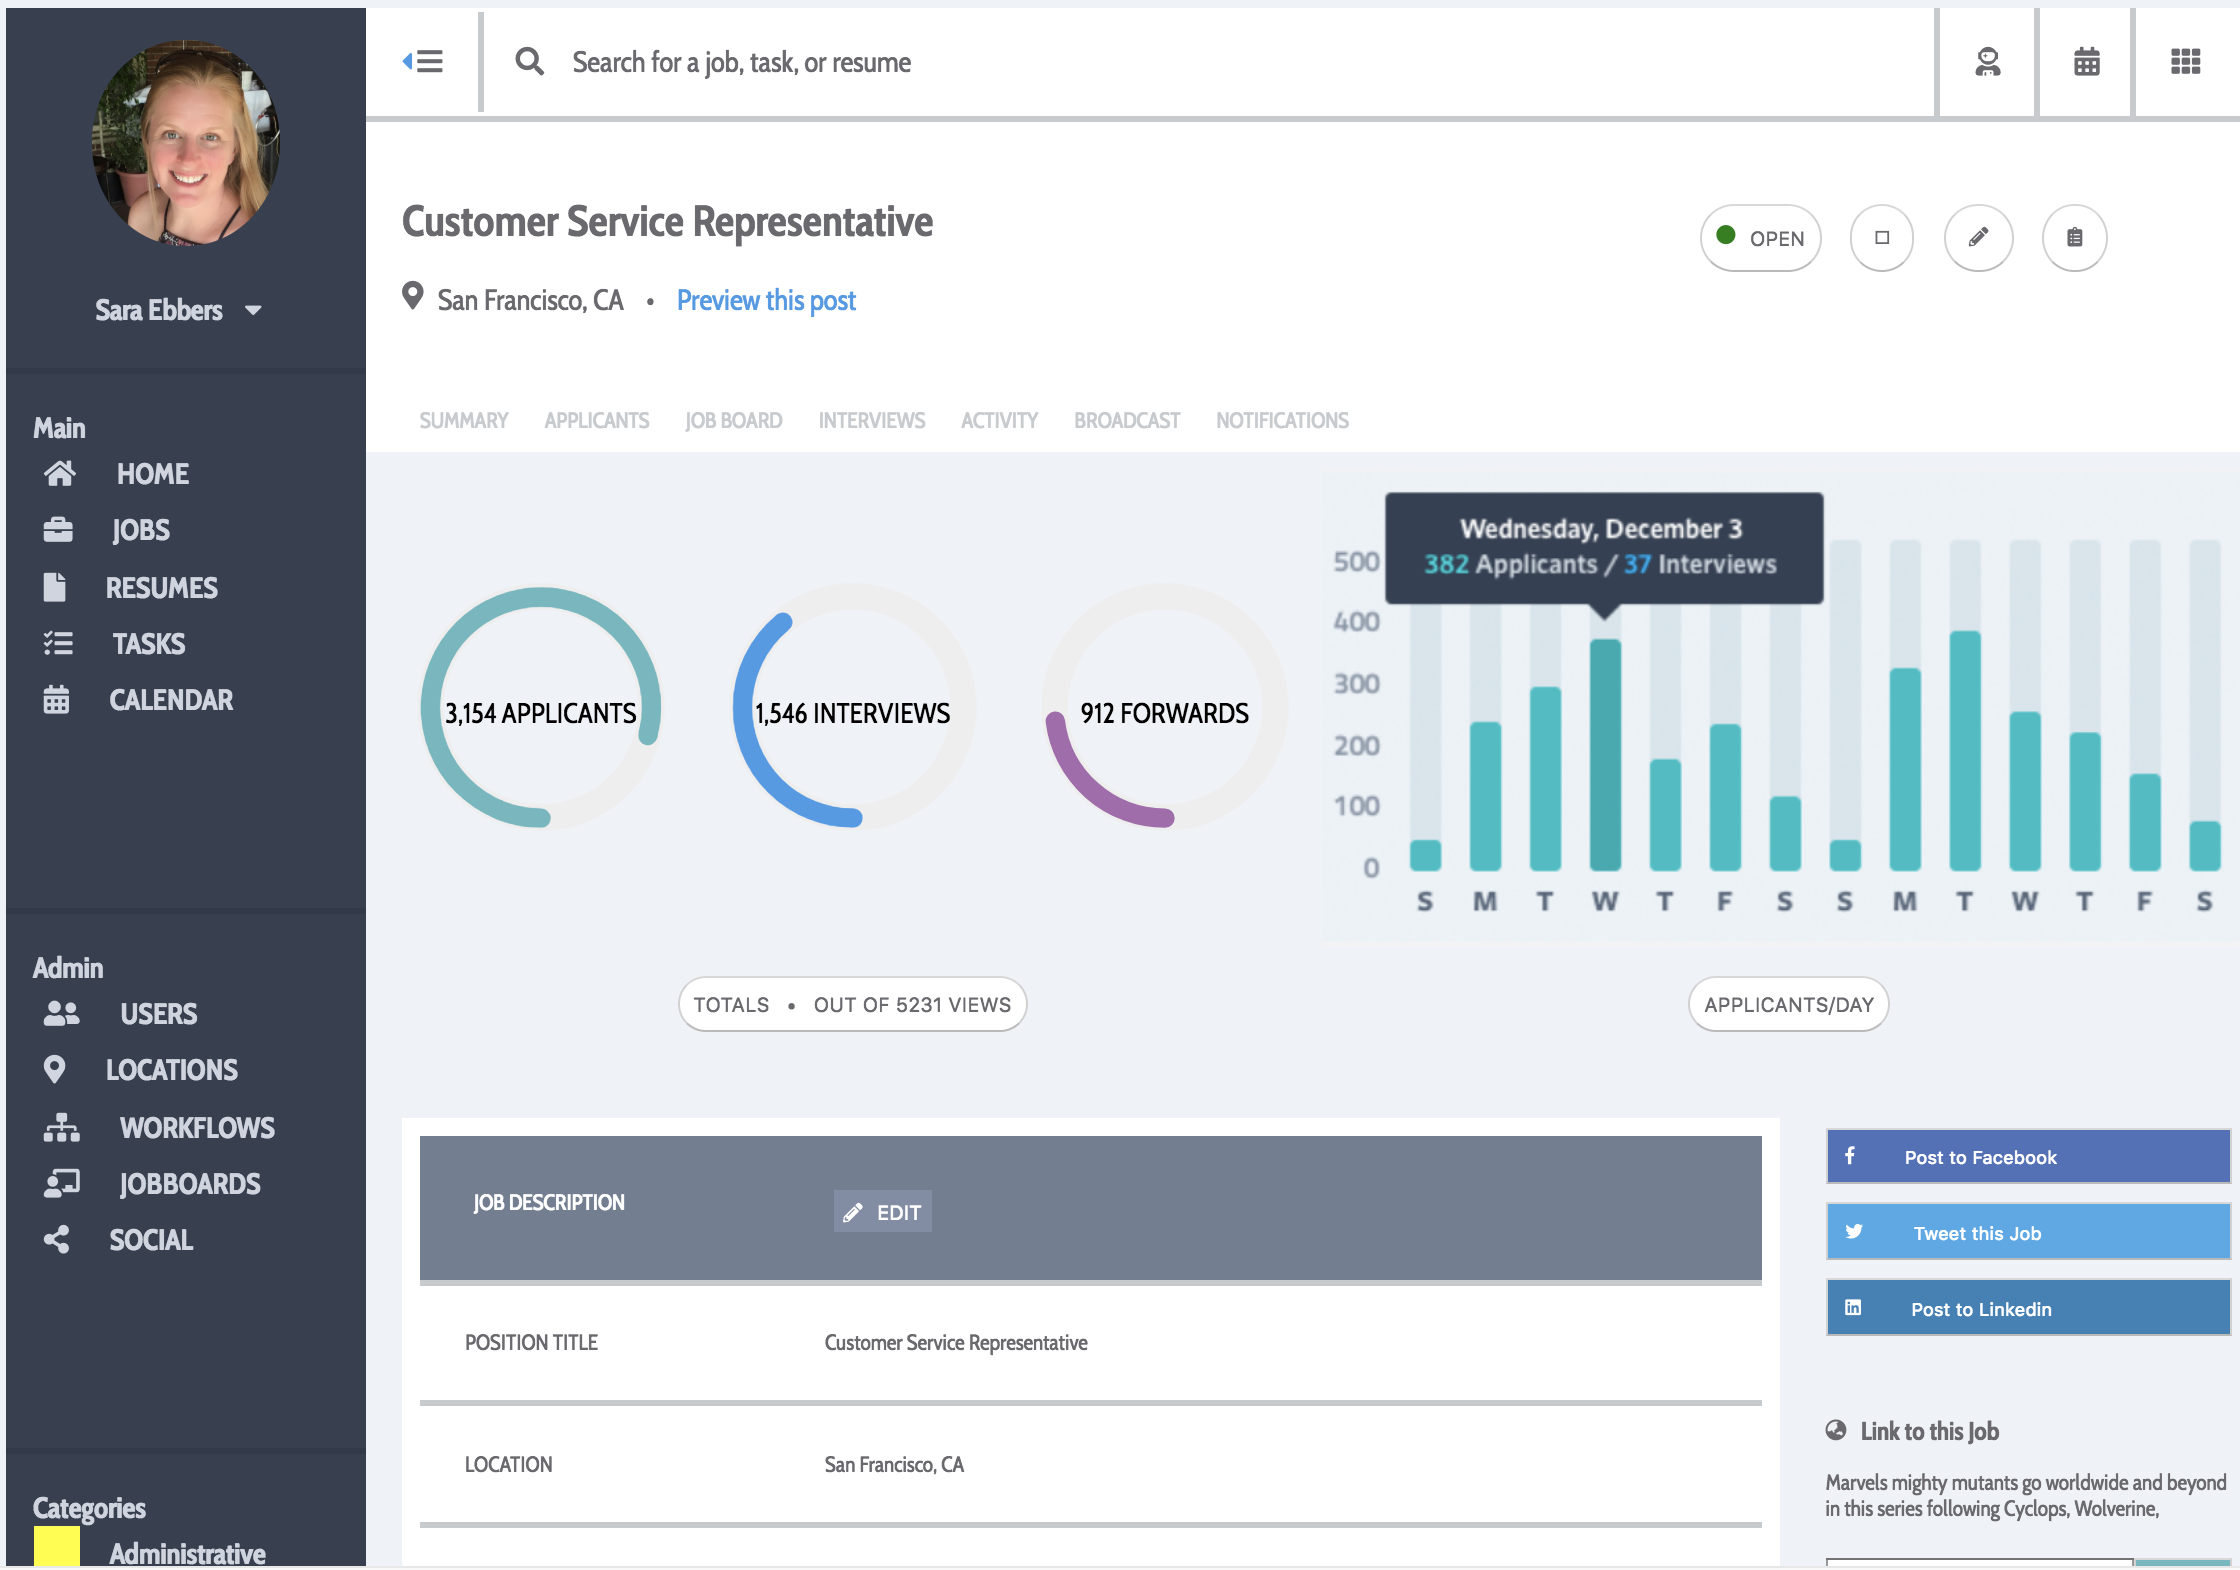 Search for a job, task, or resume
Sara Ebbers
Main
HOME
JOBS
RESUMES
TASKS
CALENDAR
Admin
USERS
LOCATIONS
WORKFLOWS
JOBBOARDS
SOCIAL
Categories
Administrative
Customer Service Representative
San Francisco, CA • Preview this post
OPEN
SUMMARY APPLICANTS JOB BOARD INTERVIEWS ACTIVITY BROADCAST NOTIFICATIONS
3,154 APPLICANTS
1,546 INTERVIEWS
912 FORWARDS
TOTALS • OUT OF 5231 VIEWS
Wednesday, December 3
382 Applicants / 37 Interviews
500
400
300
200
100
0
S M T W T F S S M T W T F S
APPLICANTS/DAY
JOB DESCRIPTION
EDIT
POSITION TITLE Customer Service Representative
LOCATION San Francisco, CA
Post to Facebook
Tweet this Job
Post to Linkedin
Link to this Job
Marvels mighty mutants go worldwide and beyond
in this series following Cyclops, Wolverine,